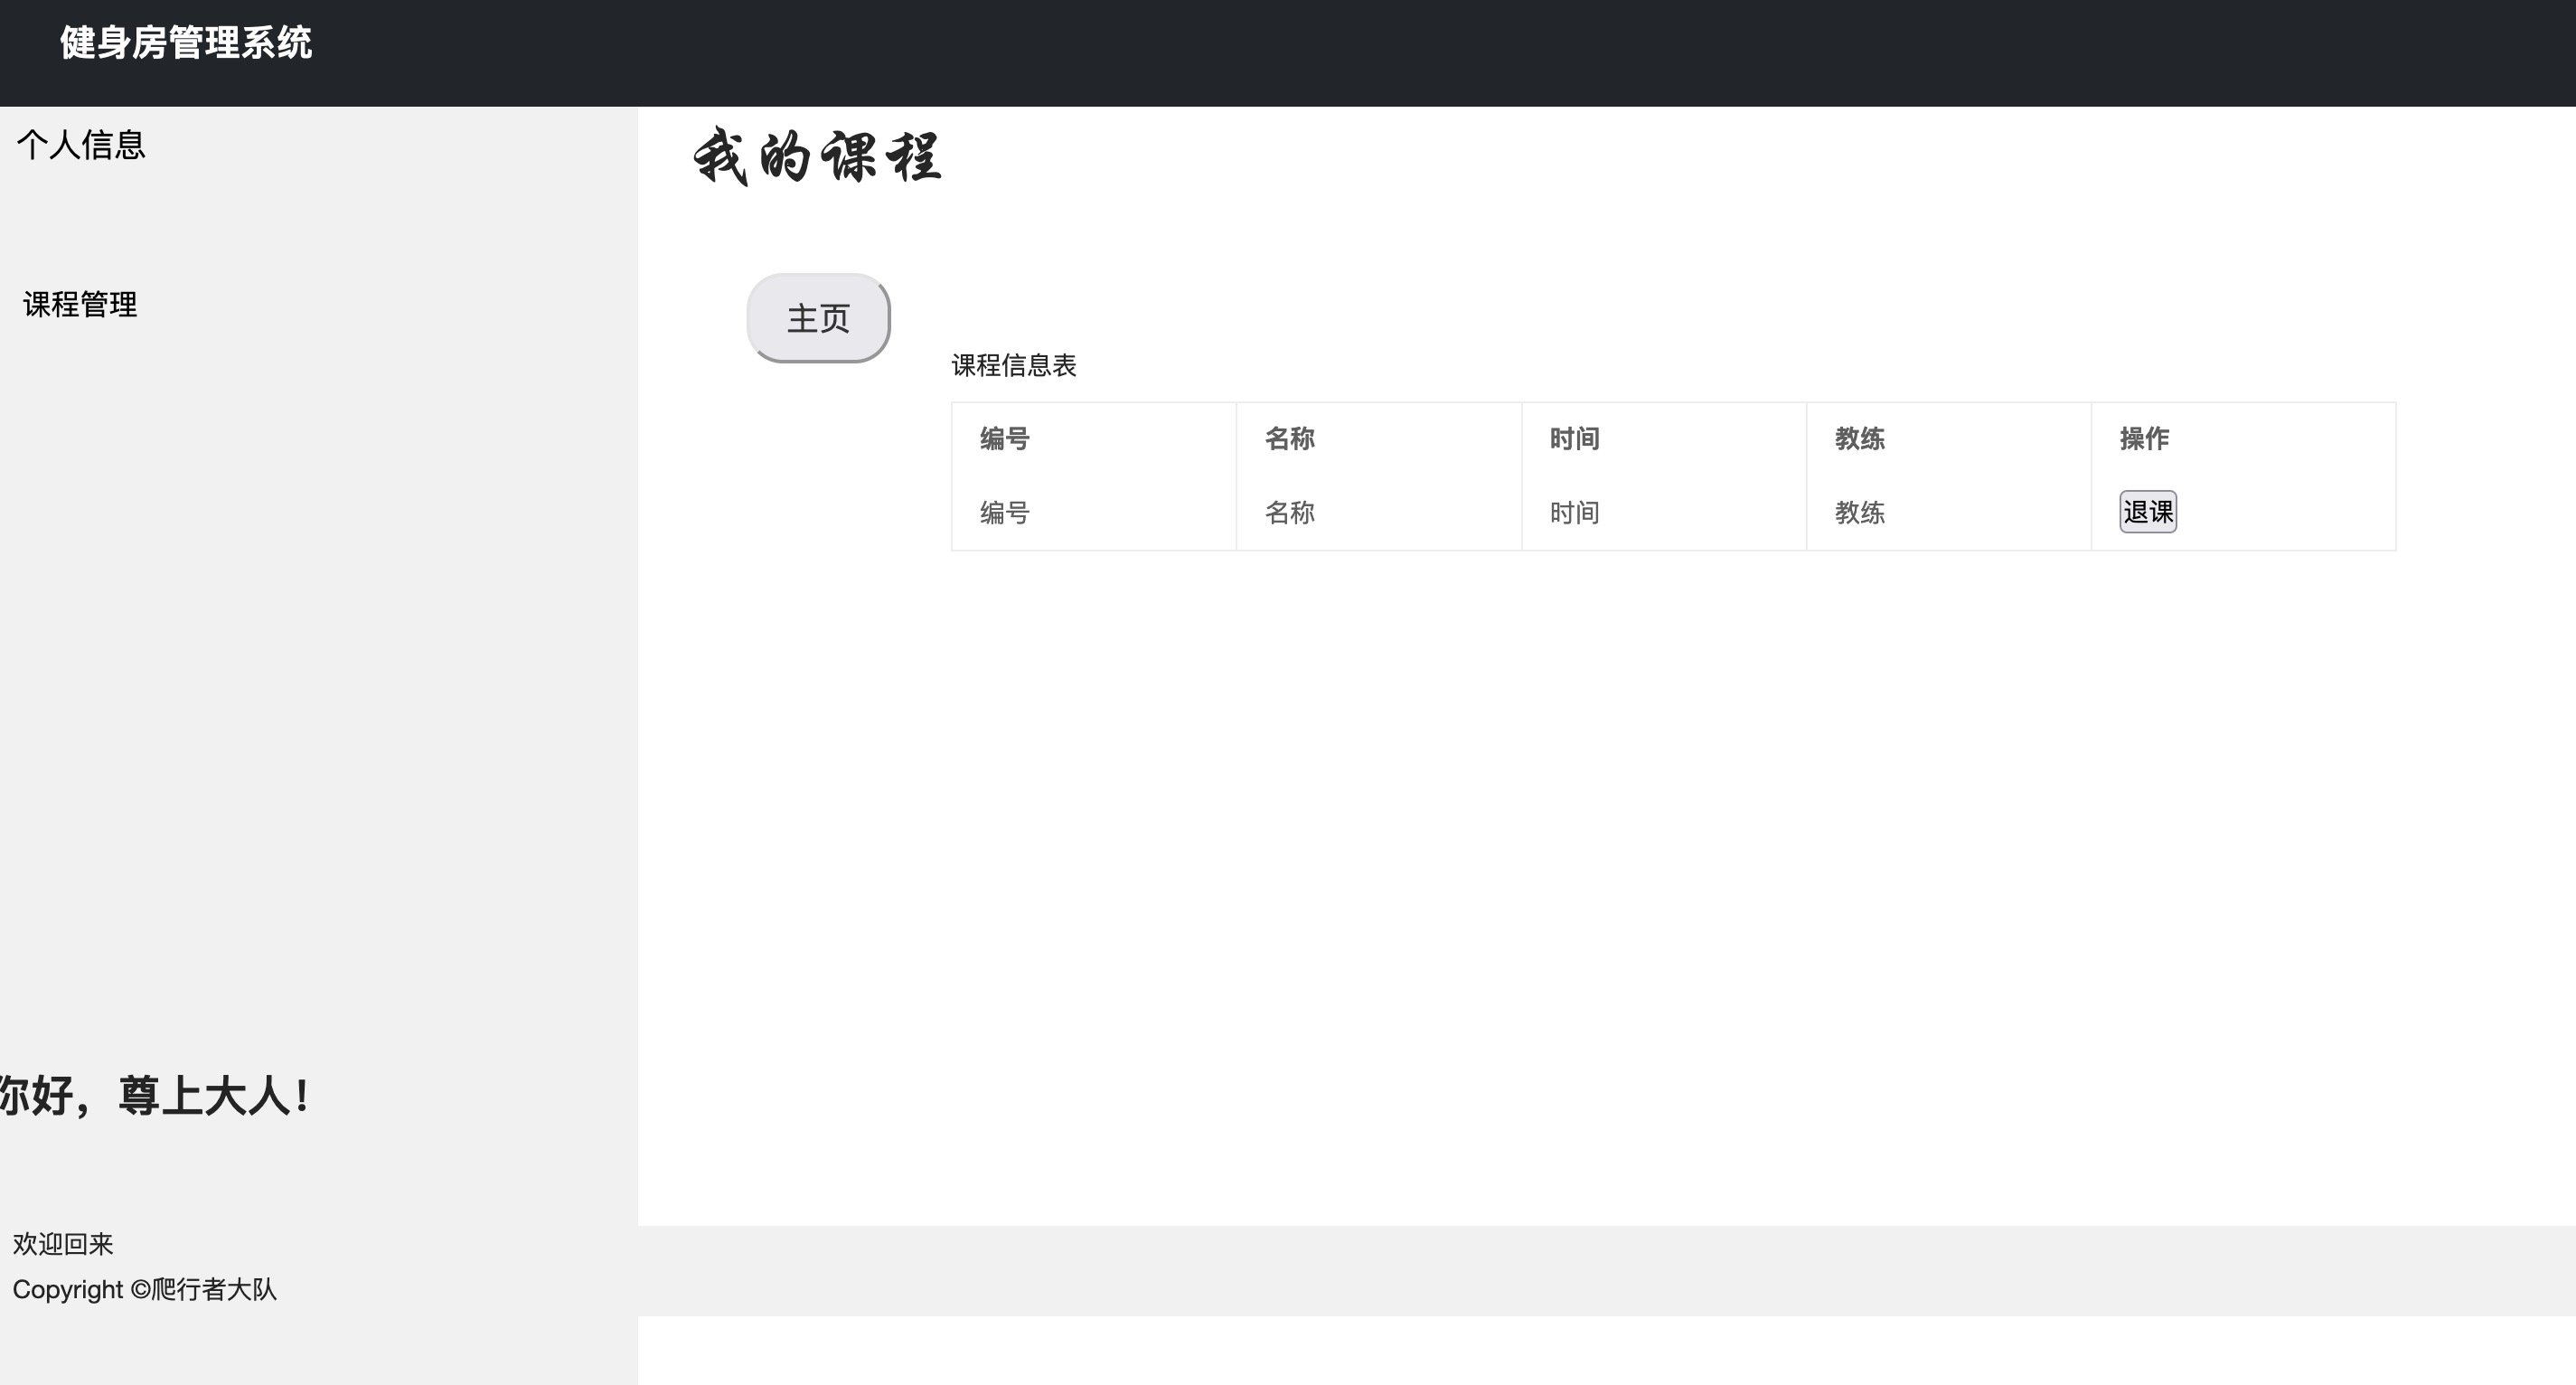 健身房管理系统
个人信息
我的课程
课程管理
主页
课程信息表
编号 名称 时间 教练 操作
编号 名称 时间 教练 退课
你好，尊上大人！
欢迎回来
Copyright ©爬行者大队